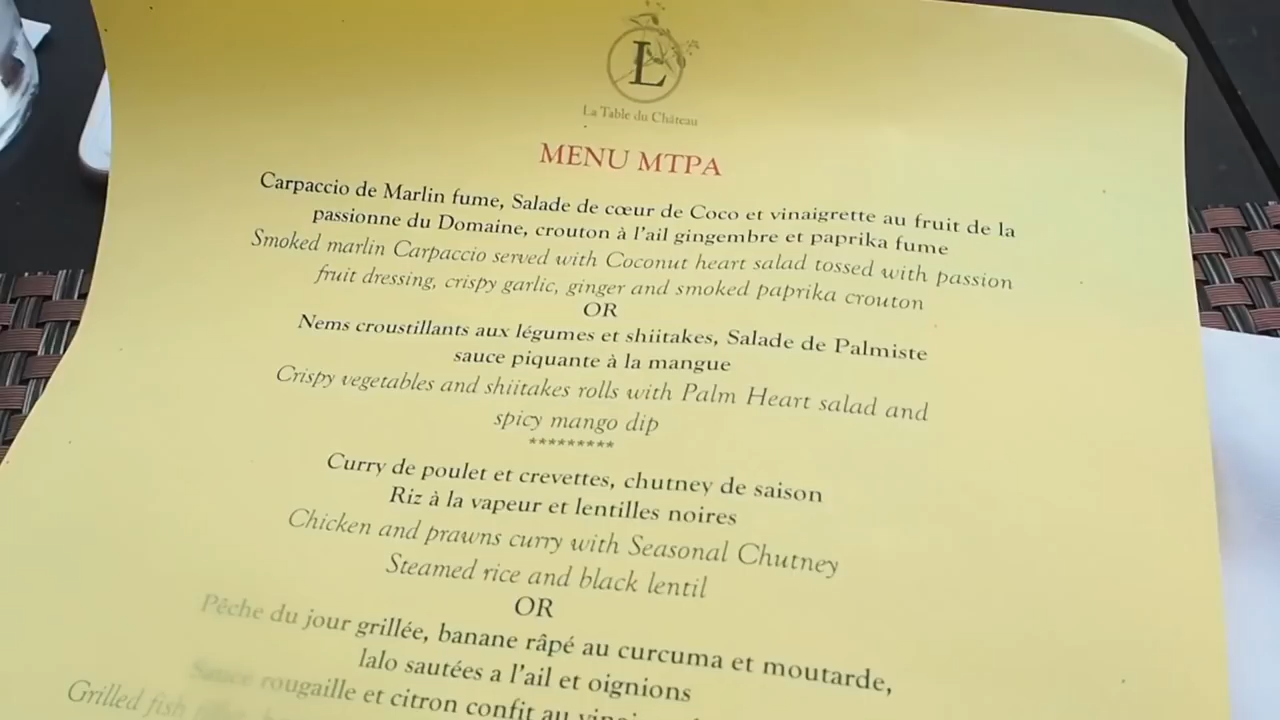 L
La Table du Château
MENU MTPA
Carpaccio de Marlin fume, Salade de cœur de Coco et vinaigrette au fruit de la
passionne du Domaine, crouton à l'ail gingembre et paprika fume
Smoked marlin Carpaccio served with Coconut heart salad tossed with passion
fruit dressing, crispy garlic, ginger and smoked paprika crouton
OR
Nems croustillants aux légumes et shiitakes, Salade de Palmiste
sauce piquante à la mangue
Crispy vegetables and shiitakes rolls with Palm Heart salad and
spicy mango dip
*********
Curry de poulet et crevettes, chutney de saison
Riz à la vapeur et lentilles noires
Chicken and prawns curry with Seasonal Chutney
Steamed rice and black lentil
OR
Pêche du jour grillée, banane râpé au curcuma et moutarde,
lalo sautées a l'ail et oignions
Sauce rougaille et citron confit au
Grilled fish